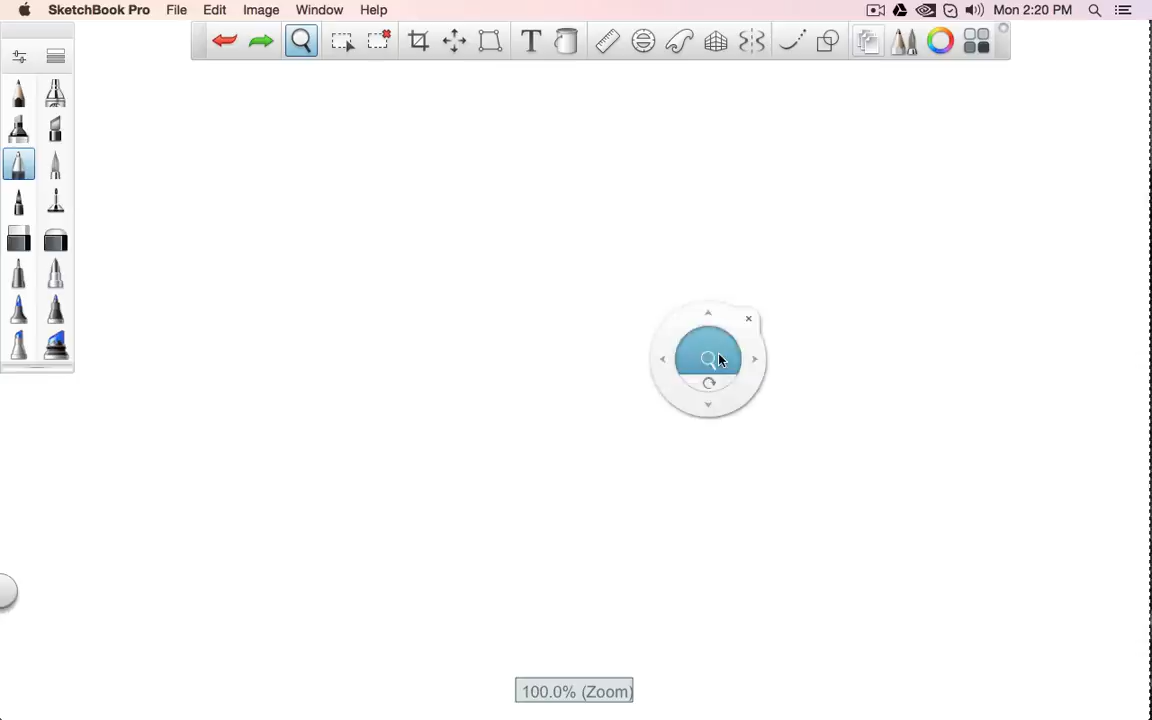 SketchBook Pro File Edit Image Window Help Mon 2:20 PM
T
100.0% (Zoom)